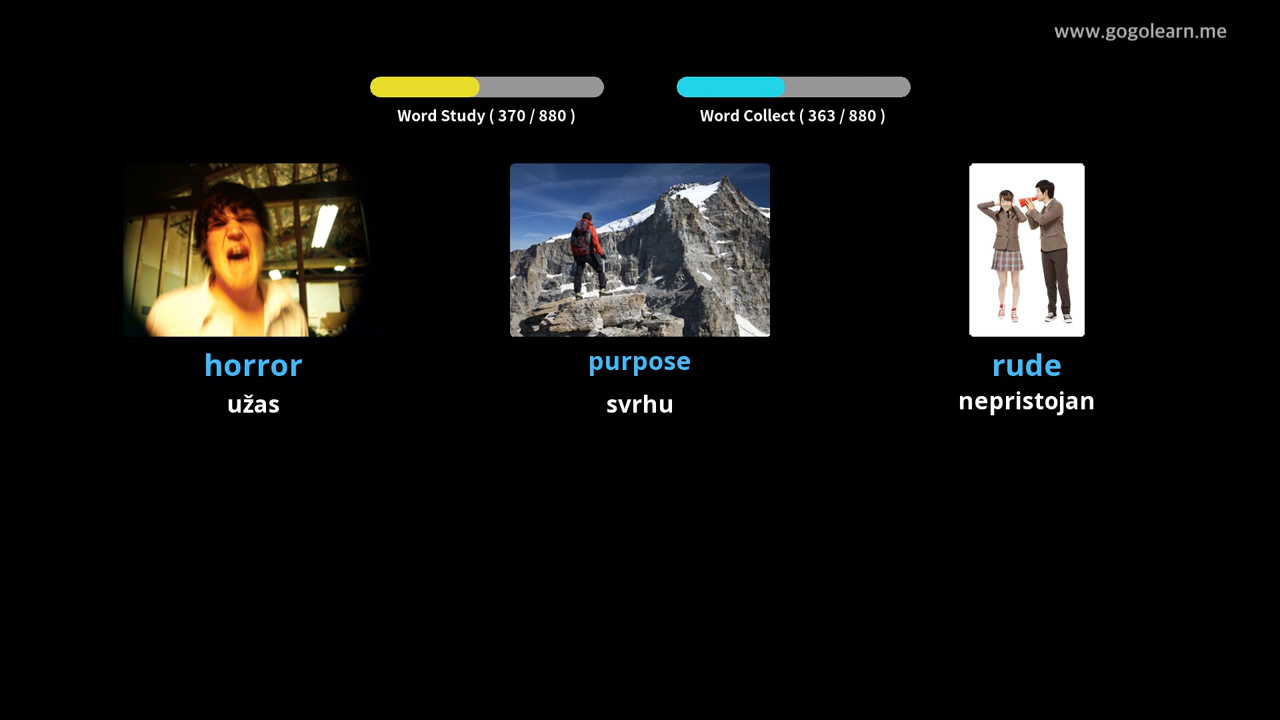 www.gogolearn.me
Word Study ( 370 / 880 )
Word Collect ( 363 / 880 )
horror
purpose
rude
užas
svrhu
nepristojan